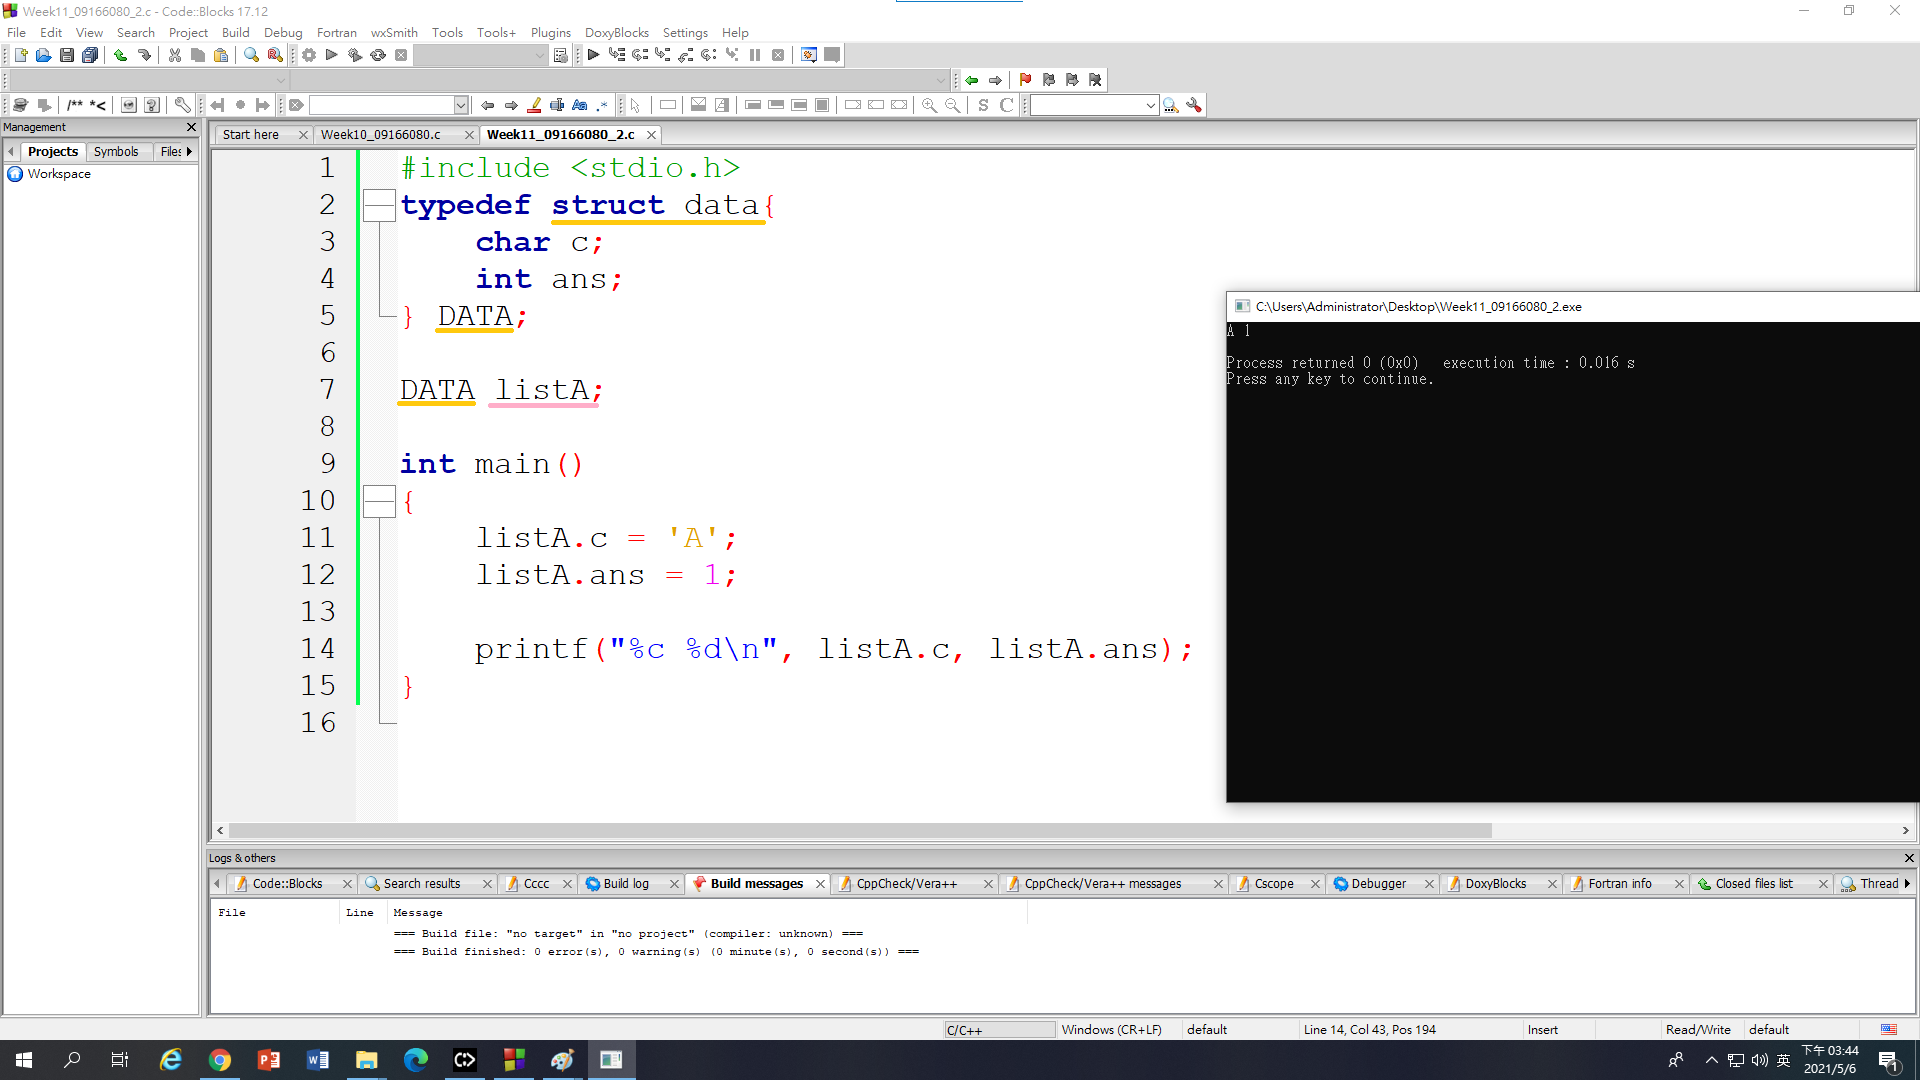 Week11_09166080_2.c - Code::Blocks 17.12
File Edit View Search Project Build Debug Fortran wxSmith Tools Tools+ Plugins DoxyBlocks Settings Help
/** *<
Aa .*
S C
Management
Projects Symbols Files
Workspace
Start here Week10_09166080.c Week11_09166080_2.c
1 #include <stdio.h>
2 typedef struct data{
3 char c;
4 int ans;
5 } DATA;
6
7 DATA listA;
8
9 int main()
10 {
11 listA.c = 'A';
12 listA.ans = 1;
13
14 printf("%c %d\n", listA.c, listA.ans);
15 }
16
C:\Users\Administrator\Desktop\Week11_09166080_2.exe
A 1
Process returned 0 (0x0) execution time : 0.016 s
Press any key to continue.
Logs & others
Code::Blocks Search results Cccc Build log Build messages CppCheck/Vera++ CppCheck/Vera++ messages Cscope Debugger DoxyBlocks Fortran info Closed files list Thread
File Line Message
=== Build file: "no target" in "no project" (compiler: unknown) ===
=== Build finished: 0 error(s), 0 warning(s) (0 minute(s), 0 second(s)) ===
C/C++ Windows (CR+LF) default Line 14, Col 43, Pos 194 Insert Read/Write default
英
下午 03:44
2021/5/6
1